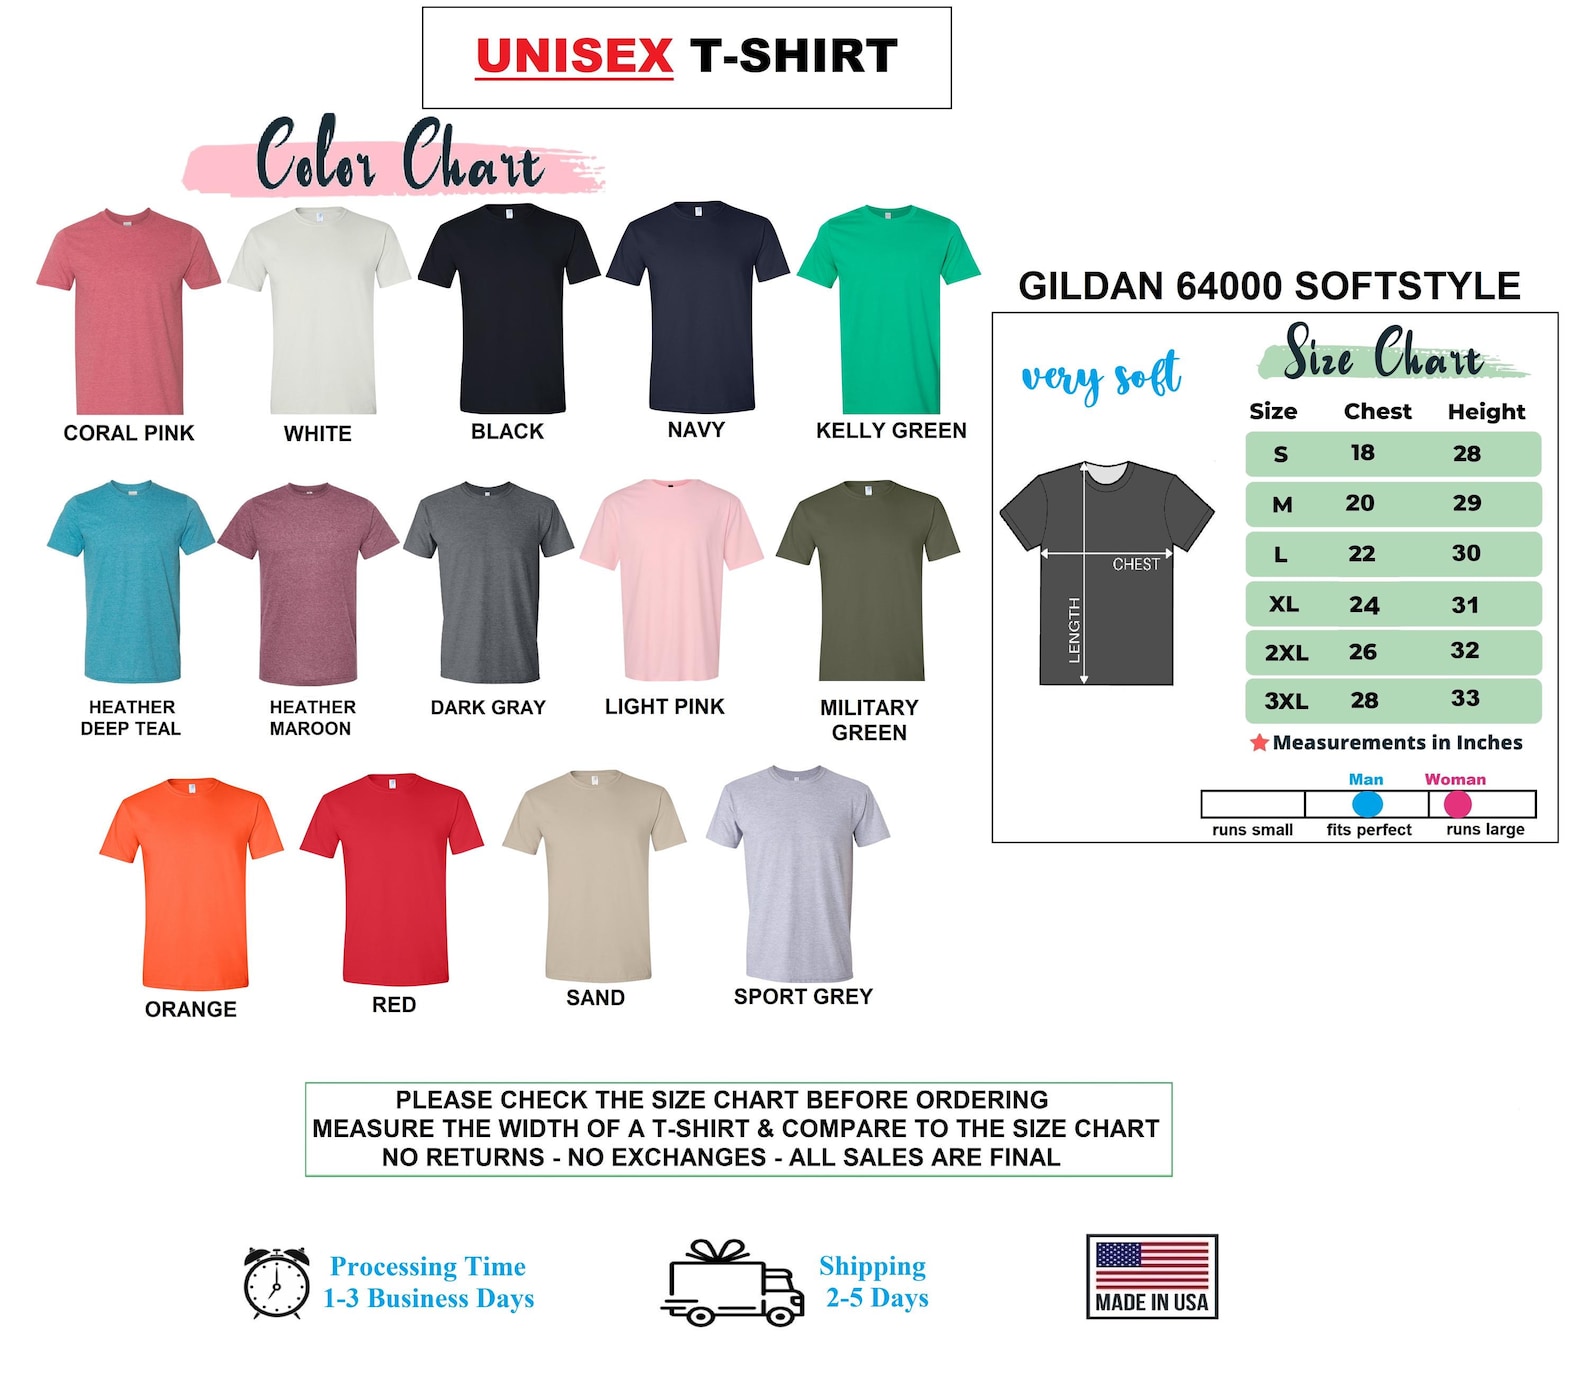 UNISEX T-SHIRT
Color Chart
CORAL PINK
WHITE
BLACK
NAVY
KELLY GREEN
HEATHER
DEEP TEAL
HEATHER
MAROON
DARK GRAY
LIGHT PINK
MILITARY
GREEN
ORANGE
RED
SAND
SPORT GREY
GILDAN 64000 SOFTSTYLE
very soft
CHEST
LENGTH
Size Chart
Size Chest Height
S 18 28
M 20 29
L 22 30
XL 24 31
2XL 26 32
3XL 28 33
Measurements in Inches
Man Woman
runs small fits perfect runs large
PLEASE CHECK THE SIZE CHART BEFORE ORDERING
MEASURE THE WIDTH OF A T-SHIRT & COMPARE TO THE SIZE CHART
NO RETURNS - NO EXCHANGES - ALL SALES ARE FINAL
Processing Time
1-3 Business Days
Shipping
2-5 Days
MADE IN USA